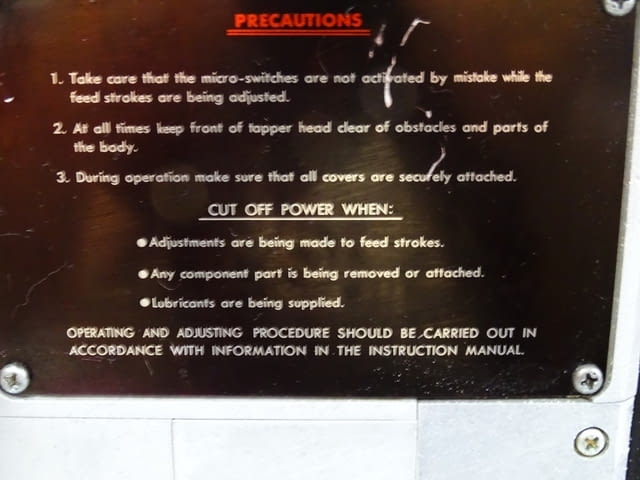 PRECAUTIONS
1. Take care that the micro-switches are not activated by mistake while the
feed strokes are being adjusted.
2. At all times keep front of tapper head clear of obstacles and parts of
the body.
3. During operation make sure that all covers are securely attached.
CUT OFF POWER WHEN:
●Adjustments are being made to feed strokes.
●Any component part is being removed or attached.
●Lubricants are being supplied.
OPERATING AND ADJUSTING PROCEDURE SHOULD BE CARRIED OUT IN
ACCORDANCE WITH INFORMATION IN THE INSTRUCTION MANUAL.